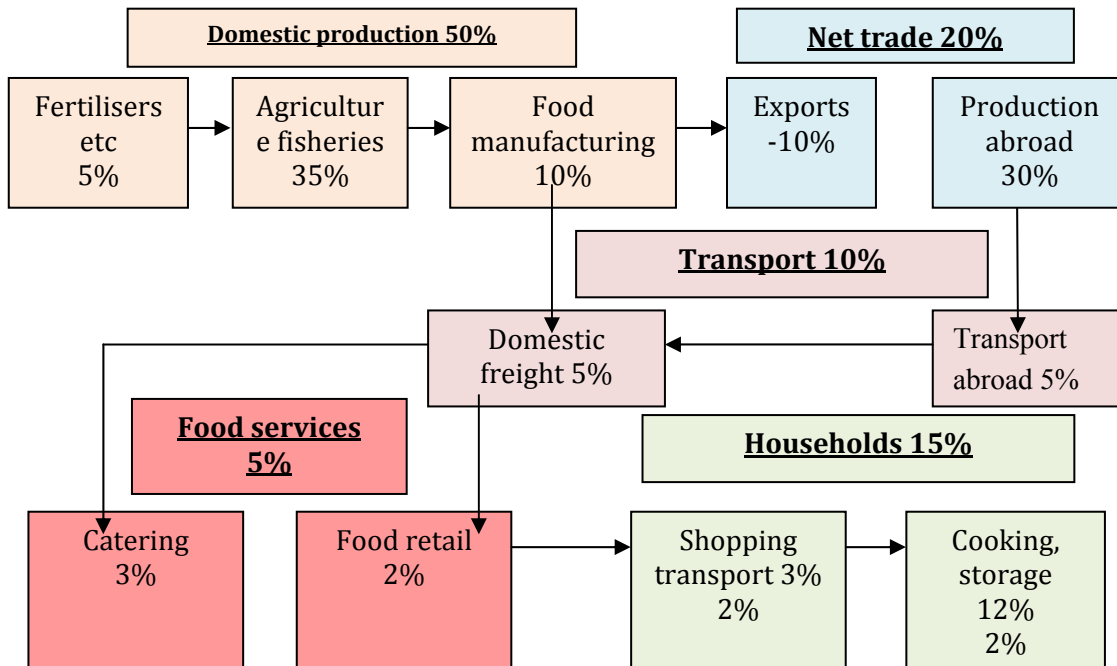 Domestic production 50%
Net trade 20%
Fertilisers
etc
5%
Agricultur
e fisheries
35%
Food
manufacturing
10%
Exports
-10%
Production
abroad
30%
Transport 10%
Domestic
freight 5%
Transport
abroad 5%
Food services
5%
Households 15%
Catering
3%
Food retail
2%
Shopping
transport 3%
2%
Cooking,
storage
12%
2%